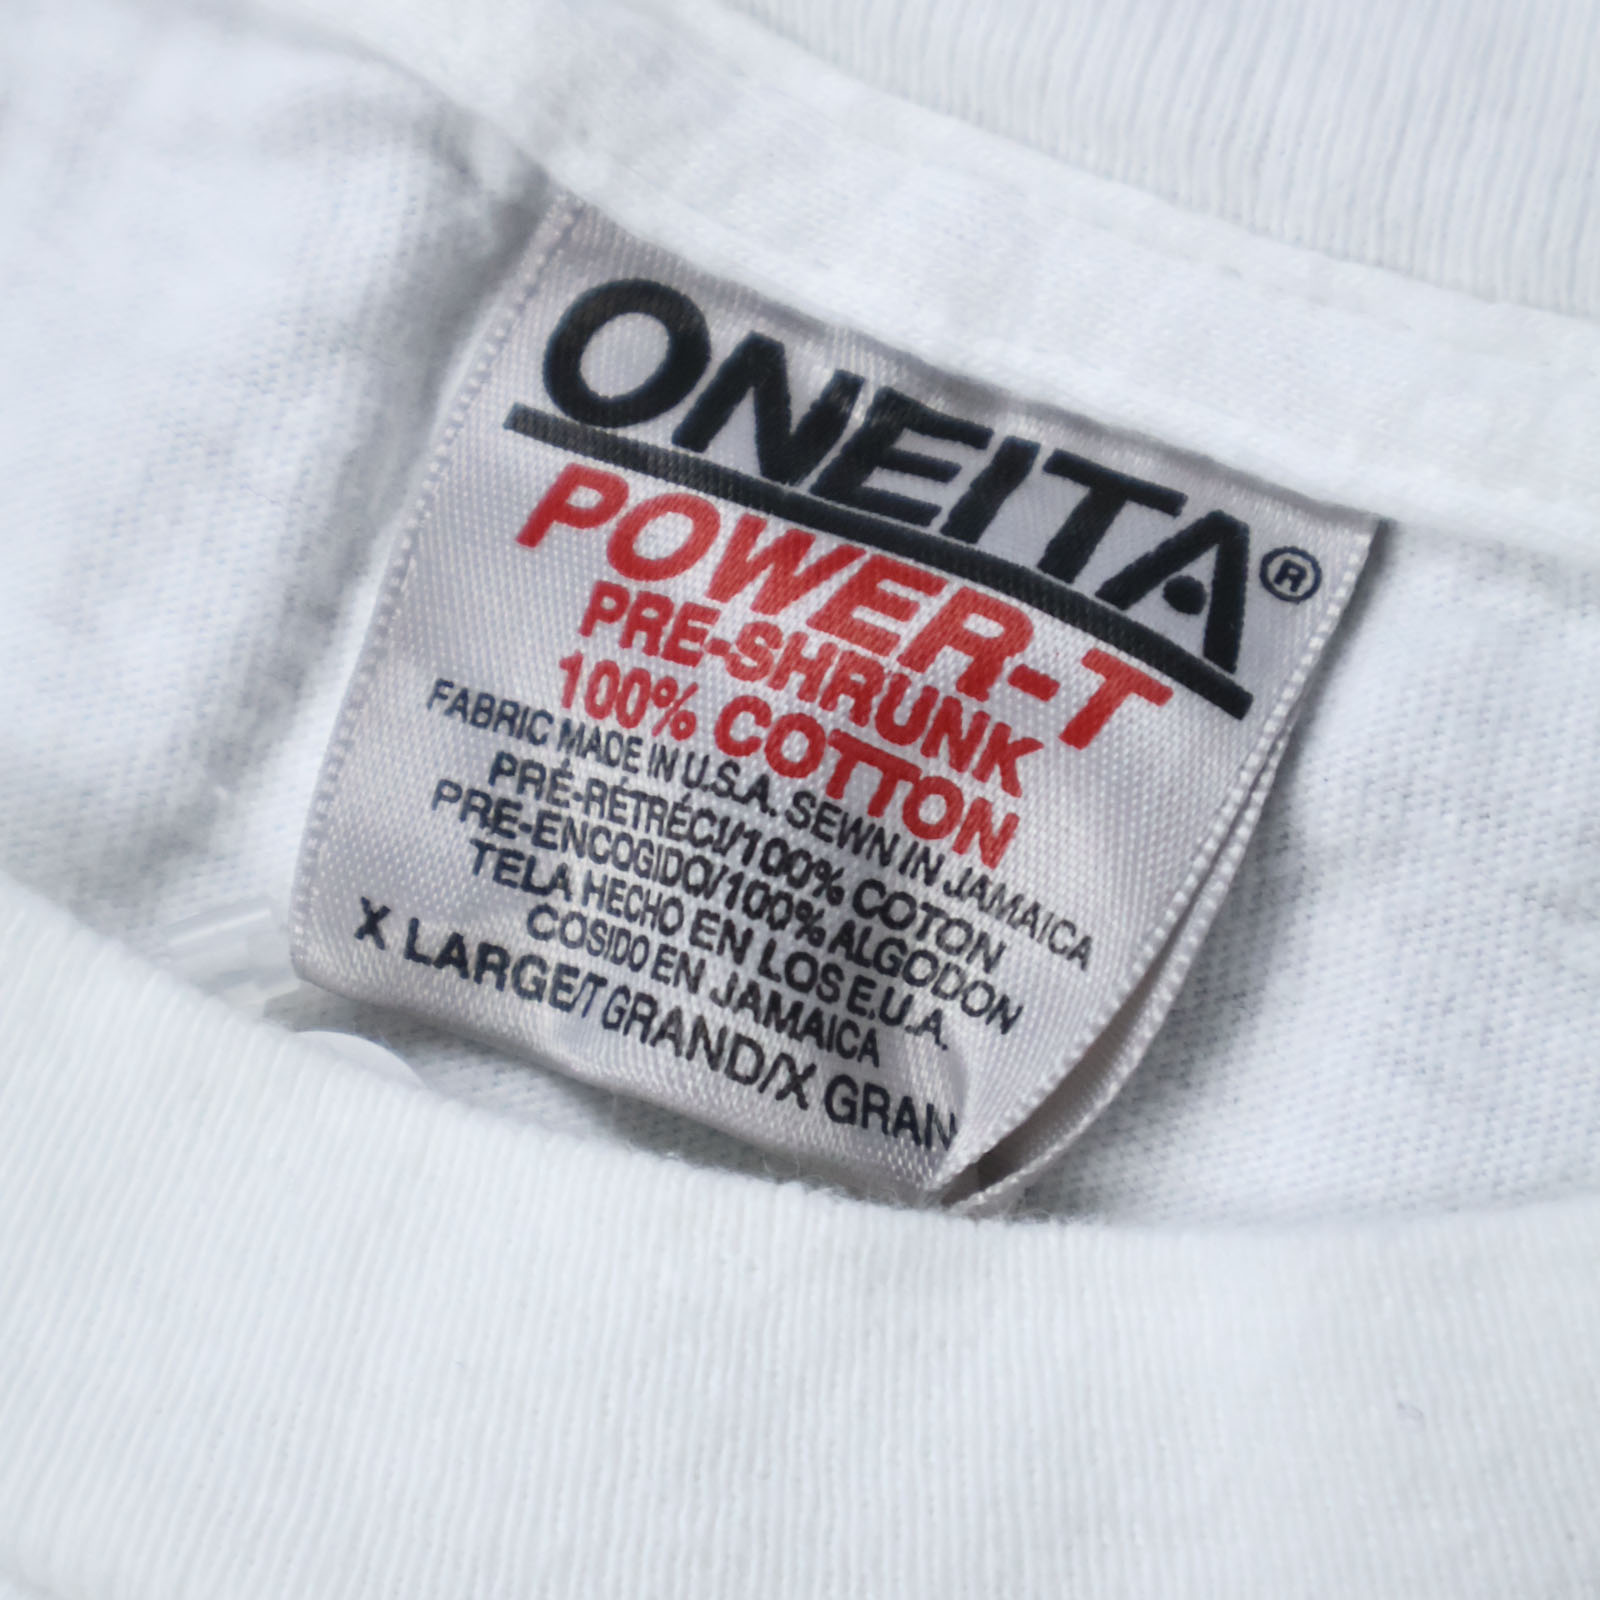 ONEITA®
POWER-T
PRE-SHRUNK
100% COTTON
FABRIC MADE IN U.S.A. SEWN IN JAMAICA
PRÉ-RÉTRÉCI/100% COTON
PRE-ENCOGIDO/100% ALGODON
TELA HECHO EN LOS E.U.A.
COSIDO EN JAMAICA
X LARGE/T GRAND/X GRAN